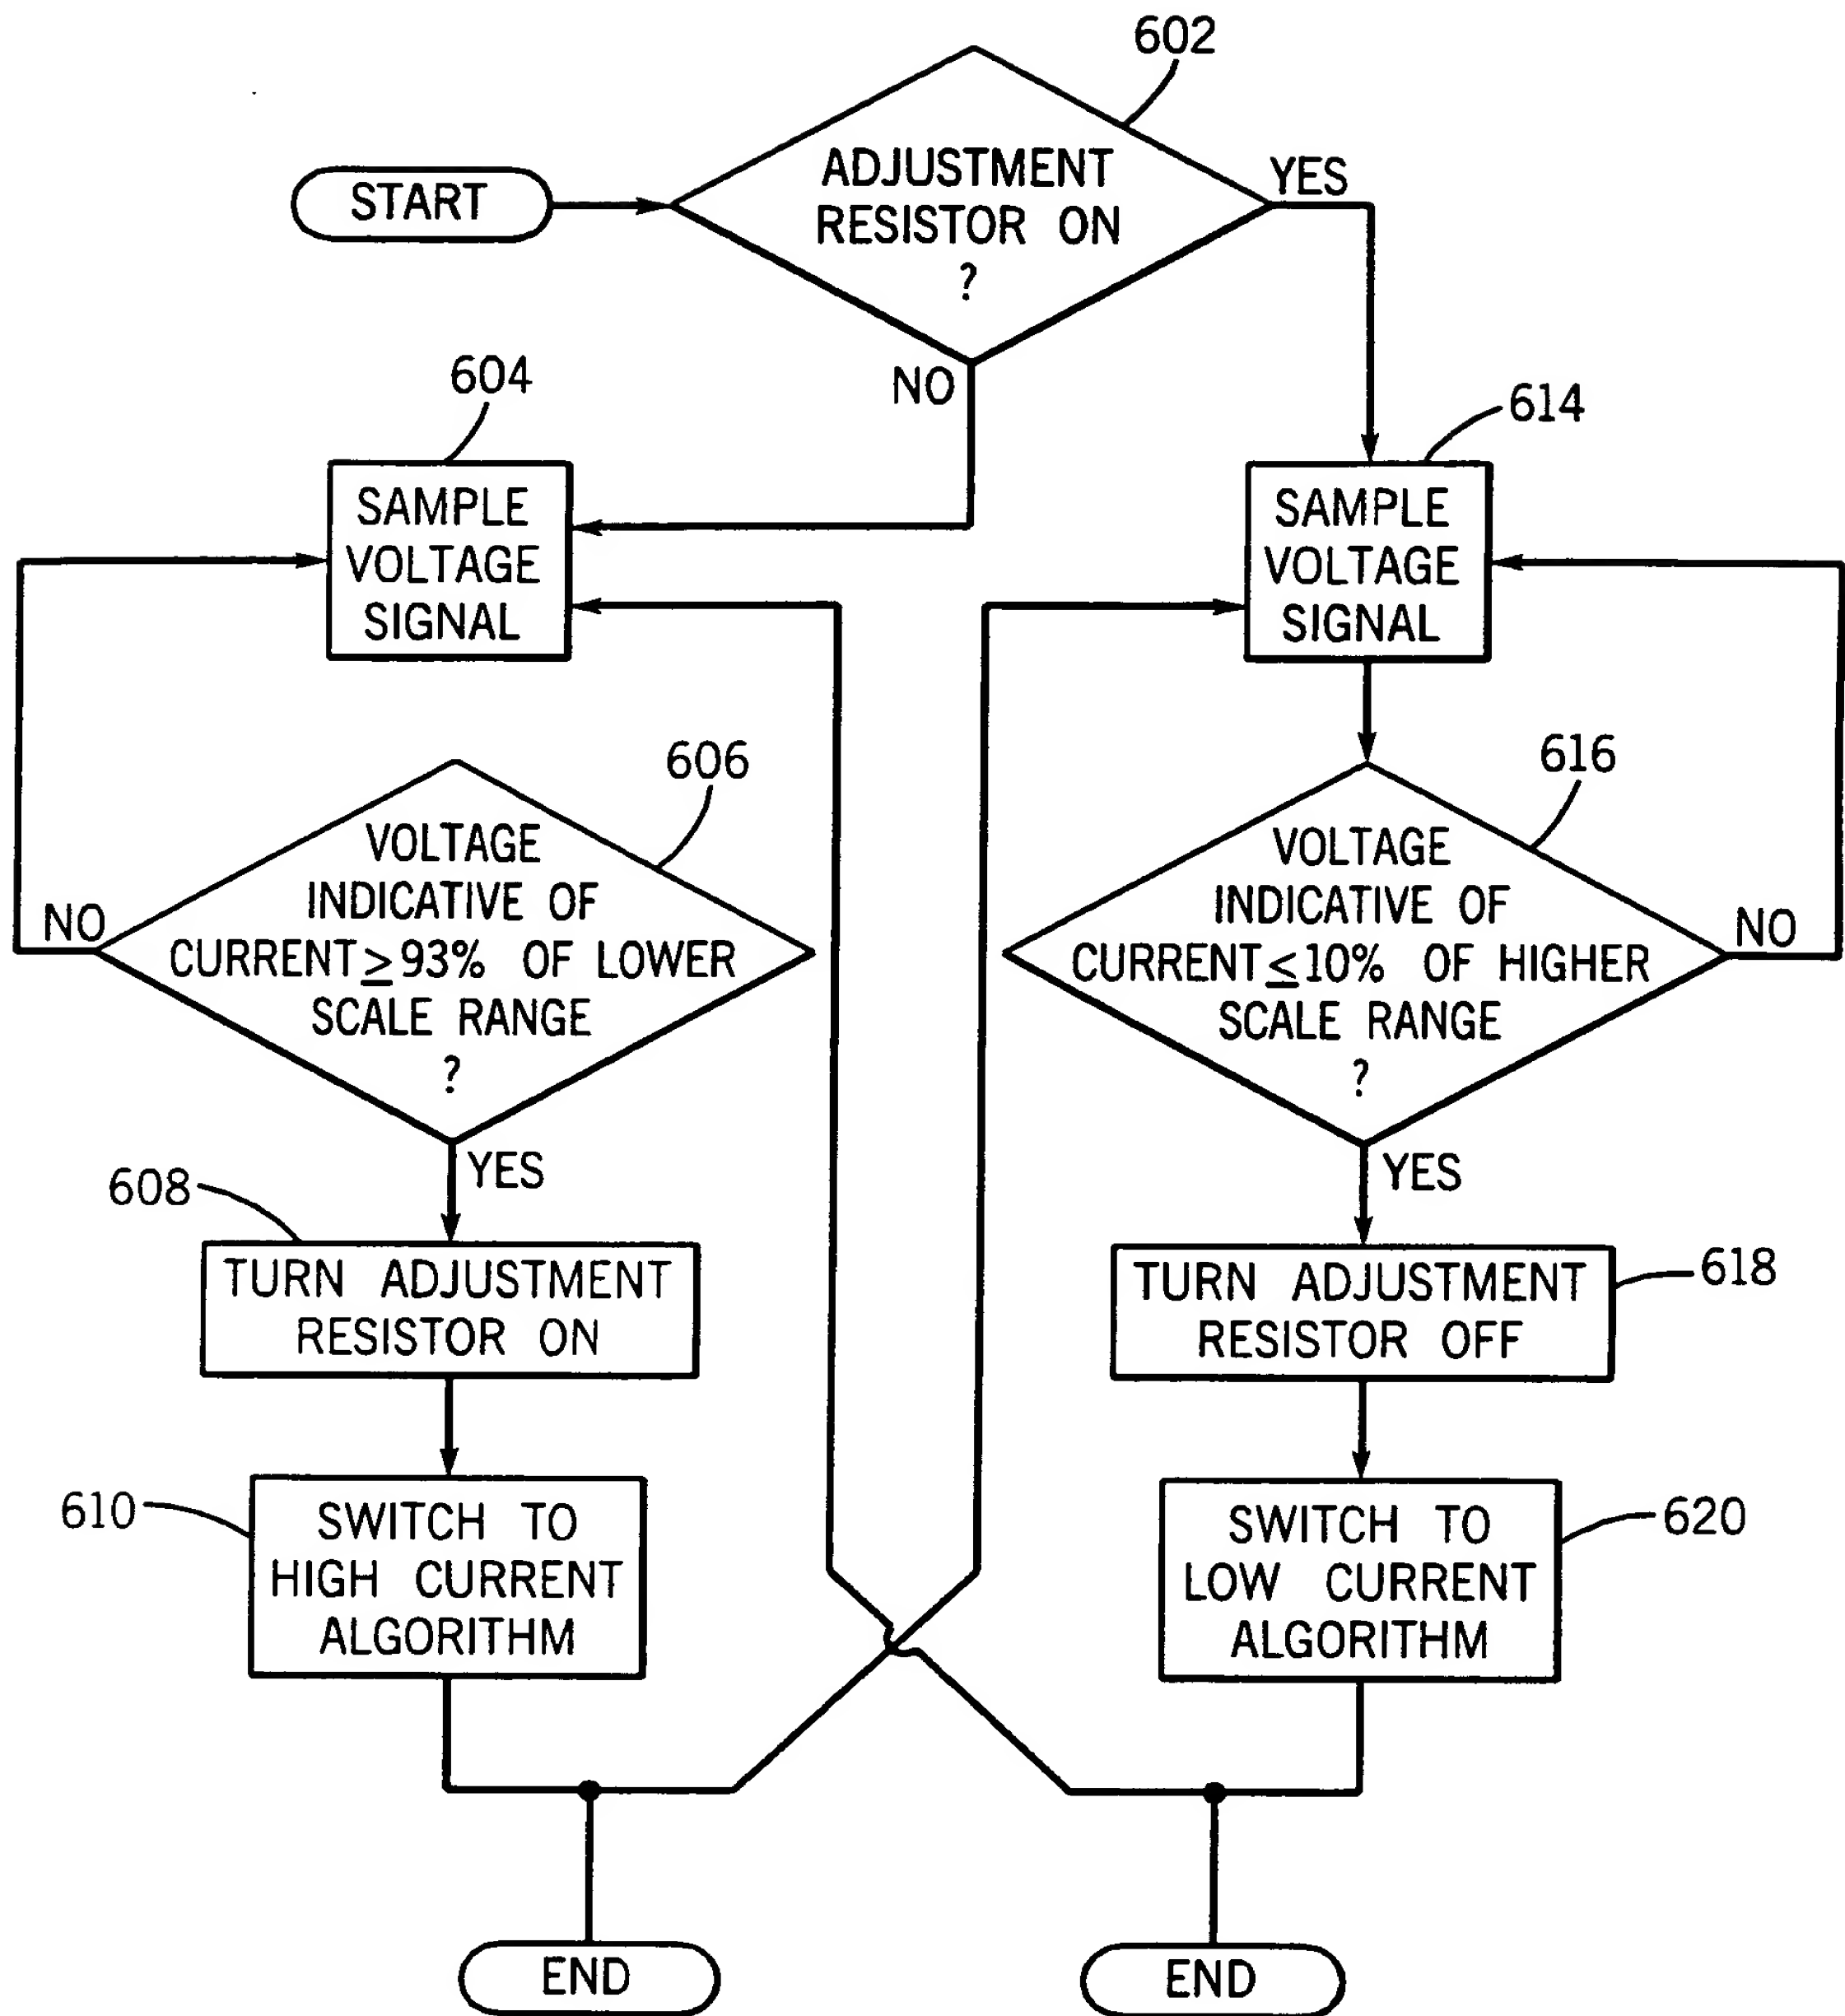 602
START
ADJUSTMENT
RESISTOR ON
?
YES
NO
604
SAMPLE
VOLTAGE
SIGNAL
614
SAMPLE
VOLTAGE
SIGNAL
606
VOLTAGE
INDICATIVE OF
CURRENT≥93% OF LOWER
SCALE RANGE
?
NO
YES
616
VOLTAGE
INDICATIVE OF
CURRENT≤10% OF HIGHER
SCALE RANGE
?
NO
YES
608
TURN ADJUSTMENT
RESISTOR ON
618
TURN ADJUSTMENT
RESISTOR OFF
610
SWITCH TO
HIGH CURRENT
ALGORITHM
620
SWITCH TO
LOW CURRENT
ALGORITHM
END
END